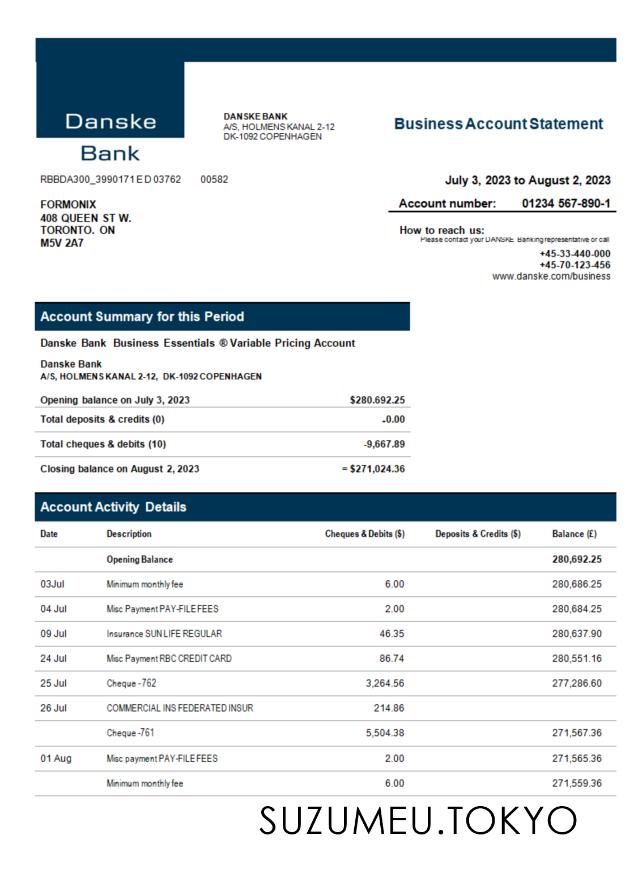 Danske
Bank
DANSKE BANK
A/S, HOLMENS KANAL 2-12
DK-1092 COPENHAGEN
Business Account Statement
RBBDA300_3990171 E D 03762 00582
July 3, 2023 to August 2, 2023
FORMONIX
408 QUEEN ST W.
TORONTO. ON
M5V 2A7
Account number: 01234 567-890-1
How to reach us:
Please contact your DANSKE Banking representative or call
+45-33-440-000
+45-70-123-456
www.danske.com/business
Account Summary for this Period
Danske Bank Business Essentials ® Variable Pricing Account
Danske Bank
A/S, HOLMENS KANAL 2-12, DK-1092 COPENHAGEN
Opening balance on July 3, 2023 $280.692.25
Total deposits & credits (0) -0.00
Total cheques & debits (10) -9,667.89
Closing balance on August 2, 2023 = $271,024.36
Account Activity Details
Date Description Cheques & Debits ($) Deposits & Credits ($) Balance (£)
Opening Balance 280,692.25
03Jul Minimum monthly fee 6.00 280,686.25
04 Jul Misc Payment PAY-FILE FEES 2.00 280,684.25
09 Jul Insurance SUN LIFE REGULAR 46.35 280,637.90
24 Jul Misc Payment RBC CREDIT CARD 86.74 280,551.16
25 Jul Cheque -762 3,264.56 277,286.60
26 Jul COMMERCIAL INS FEDERATED INSUR 214.86
Cheque -761 5,504.38 271,567.36
01 Aug Misc payment PAY-FILE FEES 2.00 271,565.36
Minimum monthly fee 6.00 271,559.36
SUZUMEU.TOKYO